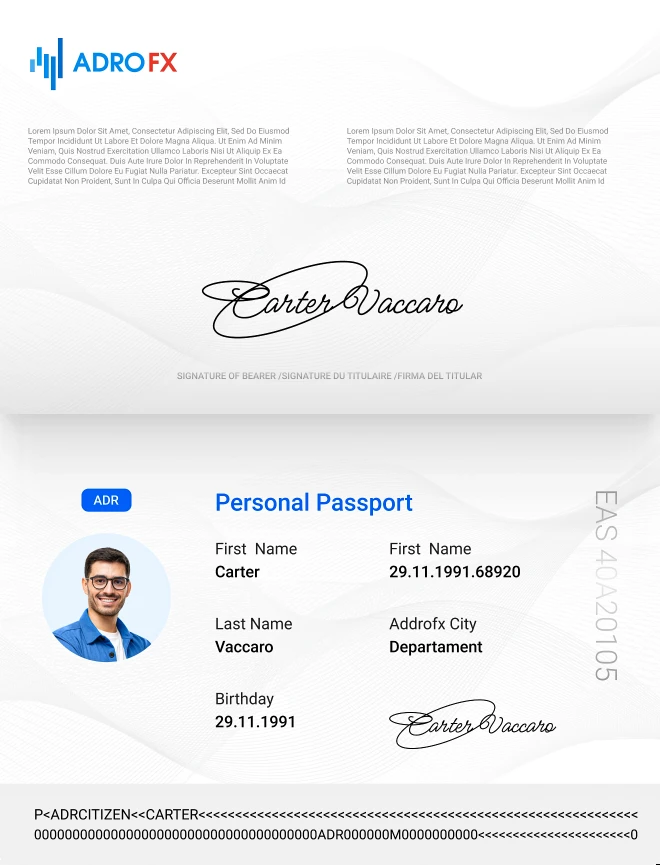 ADROFX
Lorem Ipsum Dolor Sit Amet, Consectetur Adipiscing Elit, Sed Do Eiusmod
Tempor Incididunt Ut Labore Et Dolore Magna Aliqua. Ut Enim Ad Minim
Veniam, Quis Nostrud Exercitation Ullamco Laboris Nisi Ut Aliquip Ex Ea
Commodo Consequat. Duis Aute Irure Dolor In Reprehenderit In Voluptate
Velit Esse Cillum Dolore Eu Fugiat Nulla Pariatur. Excepteur Sint Occaecat
Cupidatat Non Proident, Sunt In Culpa Qui Officia Deserunt Mollit Anim Id
Lorem Ipsum Dolor Sit Amet, Consectetur Adipiscing Elit, Sed Do Eiusmod
Tempor Incididunt Ut Labore Et Dolore Magna Aliqua. Ut Enim Ad Minim
Veniam, Quis Nostrud Exercitation Ullamco Laboris Nisi Ut Aliquip Ex Ea
Commodo Consequat. Duis Aute Irure Dolor In Reprehenderit In Voluptate
Velit Esse Cillum Dolore Eu Fugiat Nulla Pariatur. Excepteur Sint Occaecat
Cupidatat Non Proident, Sunt In Culpa Qui Officia Deserunt Mollit Anim Id
Carter Vaccaro
SIGNATURE OF BEARER /SIGNATURE DU TITULAIRE /FIRMA DEL TITULAR
ADR
Personal Passport
First Name
Carter
First Name
29.11.1991.68920
Last Name
Vaccaro
Addrofx City
Departament
Birthday
29.11.1991
Carter Vaccaro
EAS 40A20105
P<ADRCITIZEN<<CARTER<<<<<<<<<<<<<<<<<<<<<<<<<<<<<<<<<<<<<<<<<<<<<<<<<<<<<<<<<<<<
00000000000000000000000000000000000ADR000000M0000000000<<<<<<<<<<<<<<<<<<<<<0